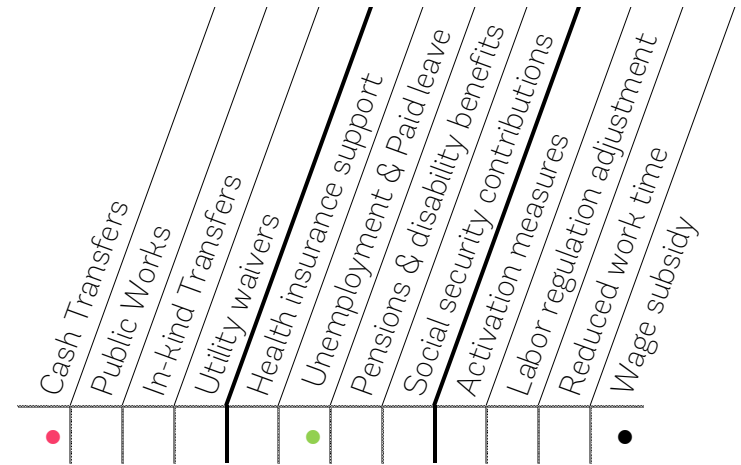 Cash Transfers
Public Works
In-kind Transfers
Utility waivers
Health insurance support
Unemployment & Paid leave
Pensions & disability benefits
Social security contributions
Activation measures
Labor regulation adjustment
Reduced work time
Wage subsidy